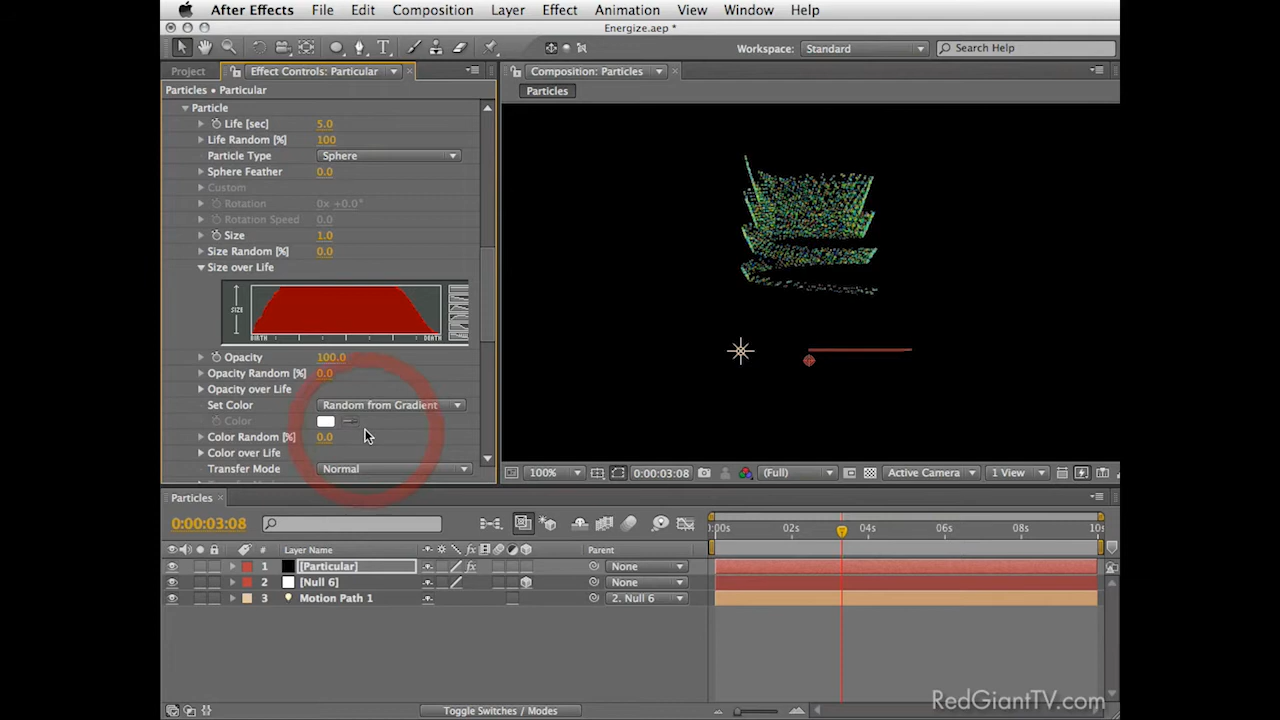 After Effects File Edit Composition Layer Effect Animation View Window Help
Energize.aep *
Workspace: Standard Search Help
Project Effect Controls: Particular Composition: Particles
Particles • Particular Particles
Particle
Life [sec] 5.0
Life Random [%] 100
Particle Type Sphere
Sphere Feather 0.0
Custom
Rotation 0x +0.0°
Rotation Speed 0.0
Size 1.0
Size Random [%] 0.0
Size over Life
SIZE
BIRTH DEATH
Opacity 100.0
Opacity Random [%] 0.0
Opacity over Life
Set Color Random from Gradient
Color
Color Random [%] 0.0
Color over Life
Transfer Mode Normal
100% 0:00:03:08 (Full) Active Camera 1 View
Particles
0:00:03:08 :00s 02s 04s 06s 08s 10s
# Layer Name fx Parent
1 [Particular] fx None
2 [Null 6] None
3 Motion Path 1 2. Null 6
Toggle Switches / Modes
RedGiantTV.com